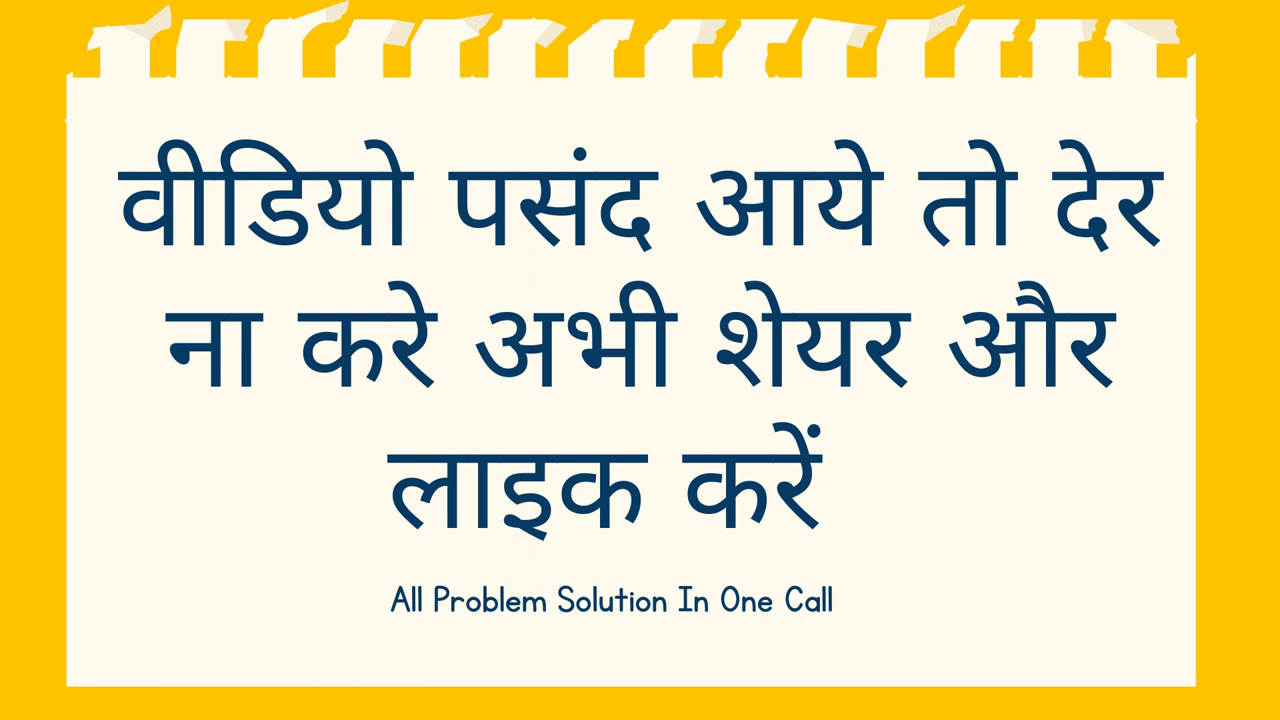 वीडियो पसंद आये तो देर
ना करे अभी शेयर और
लाइक करें
All Problem Solution In One Call